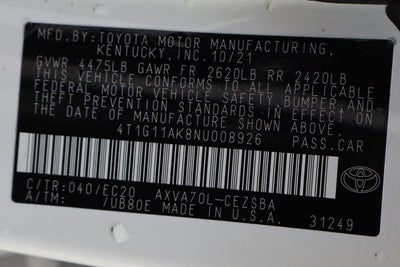 MFD.BY:TOYOTA MOTOR MANUFACTURING,
KENTUCKY,INC.10/21
GVWR 4475LB GAWR FR 2620LB RR 2420LB
THIS VEHICLE CONFORMS TO ALL APPLICABLE
FEDERAL MOTOR VEHICLE SAFETY,BUMPER,AND
THEFT PREVENTION STANDARDS IN EFFECT ON
THE DATE OF MANUFACTURE SHOWN ABOVE.
4T1G11AK8NU008926 PASS.CAR
C/TR:040/EC20 AXVA70L-CEZSBA
A/TM: /UB80E MADE IN U.S.A.
31249